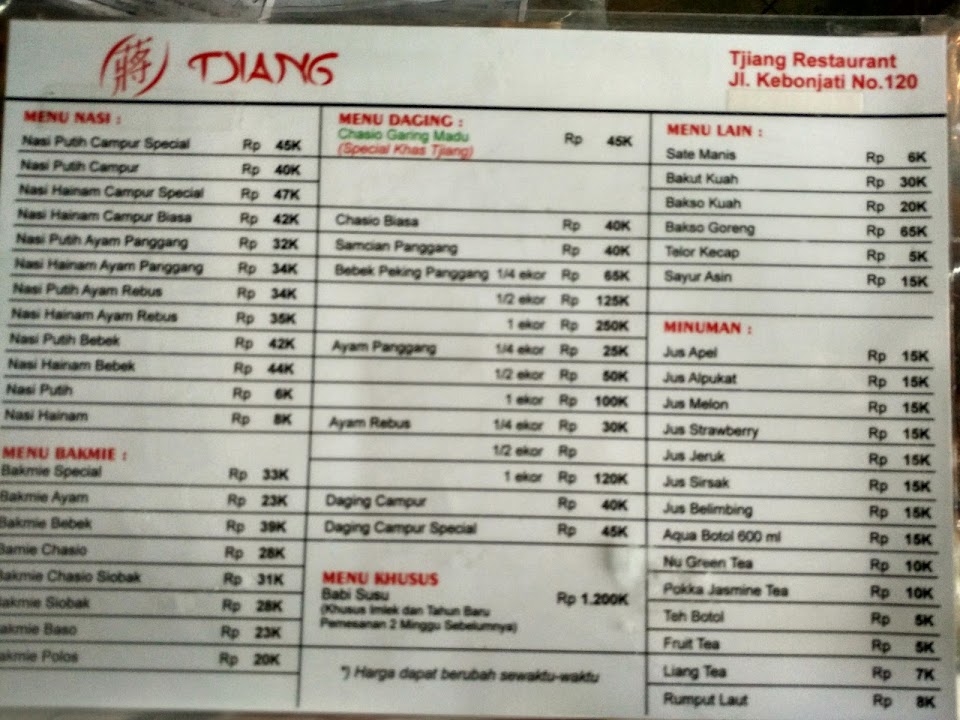 蔣 TJIANG
Tjiang Restaurant
Jl. Kebonjati No.120
MENU NASI :
Nasi Putih Campur Special Rp 45K
Nasi Putih Campur Rp 40K
Nasi Hainam Campur Special Rp 47K
Nasi Hainam Campur Biasa Rp 42K
Nasi Putih Ayam Panggang Rp 32K
Nasi Hainam Ayam Panggang Rp 34K
Nasi Putih Ayam Rebus Rp 34K
Nasi Hainam Ayam Rebus Rp 35K
Nasi Putih Bebek Rp 42K
Nasi Hainam Bebek Rp 44K
Nasi Putih Rp 6K
Nasi Hainam Rp 8K
MENU BAKMIE :
Bakmie Special Rp 33K
Bakmie Ayam Rp 23K
Bakmie Bebek Rp 39K
Bamie Chasio Rp 28K
Bakmie Chasio Siobak Rp 31K
akmie Siobak Rp 28K
akmie Baso Rp 23K
akmie Polos Rp 20K
MENU DAGING :
Chasio Garing Madu Rp 45K
(Special Khas Tjiang)
Chasio Biasa Rp 40K
Samcian Panggang Rp 40K
Bebek Peking Panggang 1/4 ekor Rp 65K
1/2 ekor Rp 125K
1 ekor Rp 250K
Ayam Panggang 1/4 ekor Rp 25K
1/2 ekor Rp 50K
1 ekor Rp 100K
Ayam Rebus 1/4 ekor Rp 30K
1/2 ekor Rp
1 ekor Rp 120K
Daging Campur Rp 40K
Daging Campur Special Rp 45K
MENU KHUSUS
Babi Susu Rp 1.200K
(Khusus Imlek dan Tahun Baru
Pemesanan 2 Minggu Sebelumnya)
*) Harga dapat berubah sewaktu-waktu
MENU LAIN :
Sate Manis Rp 6K
Bakut Kuah Rp 30K
Bakso Kuah Rp 20K
Bakso Goreng Rp 65K
Telor Kecap Rp 5K
Sayur Asin Rp 15K
MINUMAN :
Jus Apel Rp 15K
Jus Alpukat Rp 15K
Jus Melon Rp 15K
Jus Strawberry Rp 15K
Jus Jeruk Rp 15K
Jus Sirsak Rp 15K
Jus Belimbing Rp 15K
Aqua Botol 600 ml Rp 15K
Nu Green Tea Rp 10K
Pokka Jasmine Tea Rp 10K
Teh Botol Rp 5K
Fruit Tea Rp 5K
Liang Tea Rp 7K
Rumput Laut Rp 8K